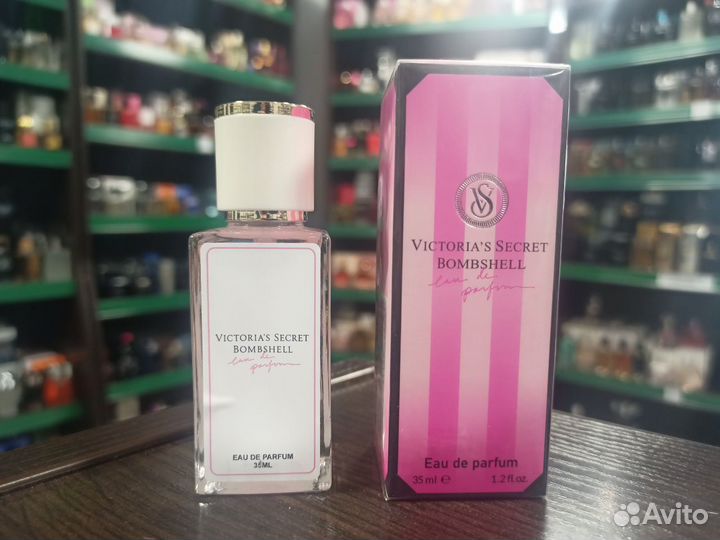 VICTORIA'S SECRET
BOMBSHELL
eau de
parfum
EAU DE PARFUM
35ML
VS
VICTORIA'S SECRET
BOMBSHELL
eau de
parfum
Eau de parfum
35 ml ℮ 1.2 fl.oz.
Avito